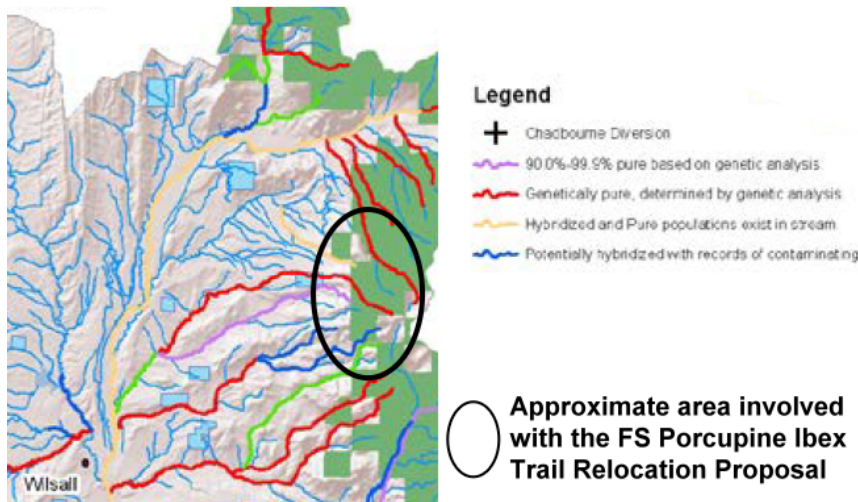 Legend
Chadbourne Diversion
90.0%-99.9% pure based on genetic analysis
Genetically pure, determined by genetic analysis
Hybridized and Pure populations exist in stream
Potentially hybridized with records of contaminating
Approximate area involved
with the FS Porcupine Ibex
Trail Relocation Proposal
Wilsall